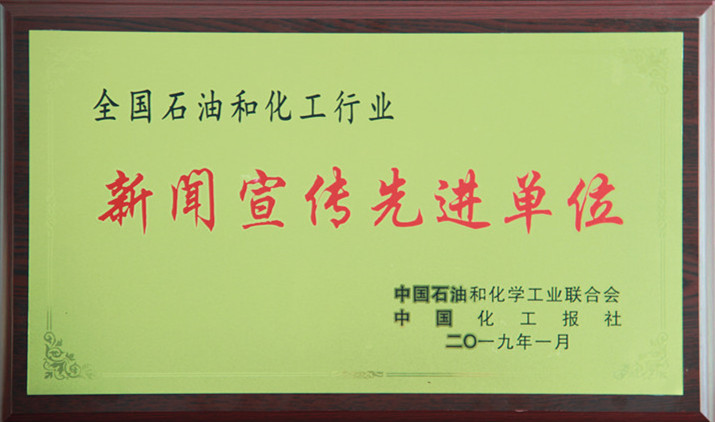 全国石油和化工行业
新闻宣传先进单位
中国石油和化学工业联合会
中国化工报社
二〇一九年一月